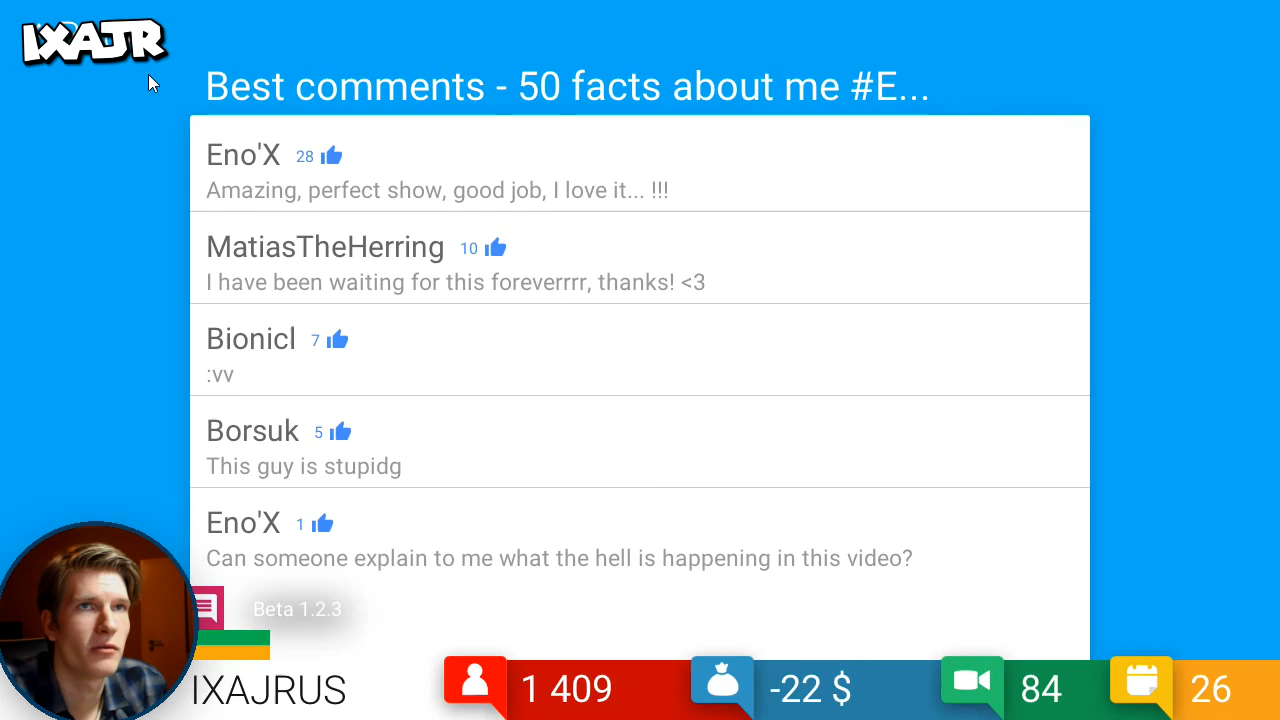 IXAJR
Best comments - 50 facts about me #E...
Eno'X 28
Amazing, perfect show, good job, I love it... !!!
MatiasTheHerring 10
I have been waiting for this foreverrrr, thanks! <3
Bionicl 7
:vv
Borsuk 5
This guy is stupidg
Eno'X 1
Can someone explain to me what the hell is happening in this video?
Beta 1.2.3
IXAJRUS 1 409 -22 $ 84 26